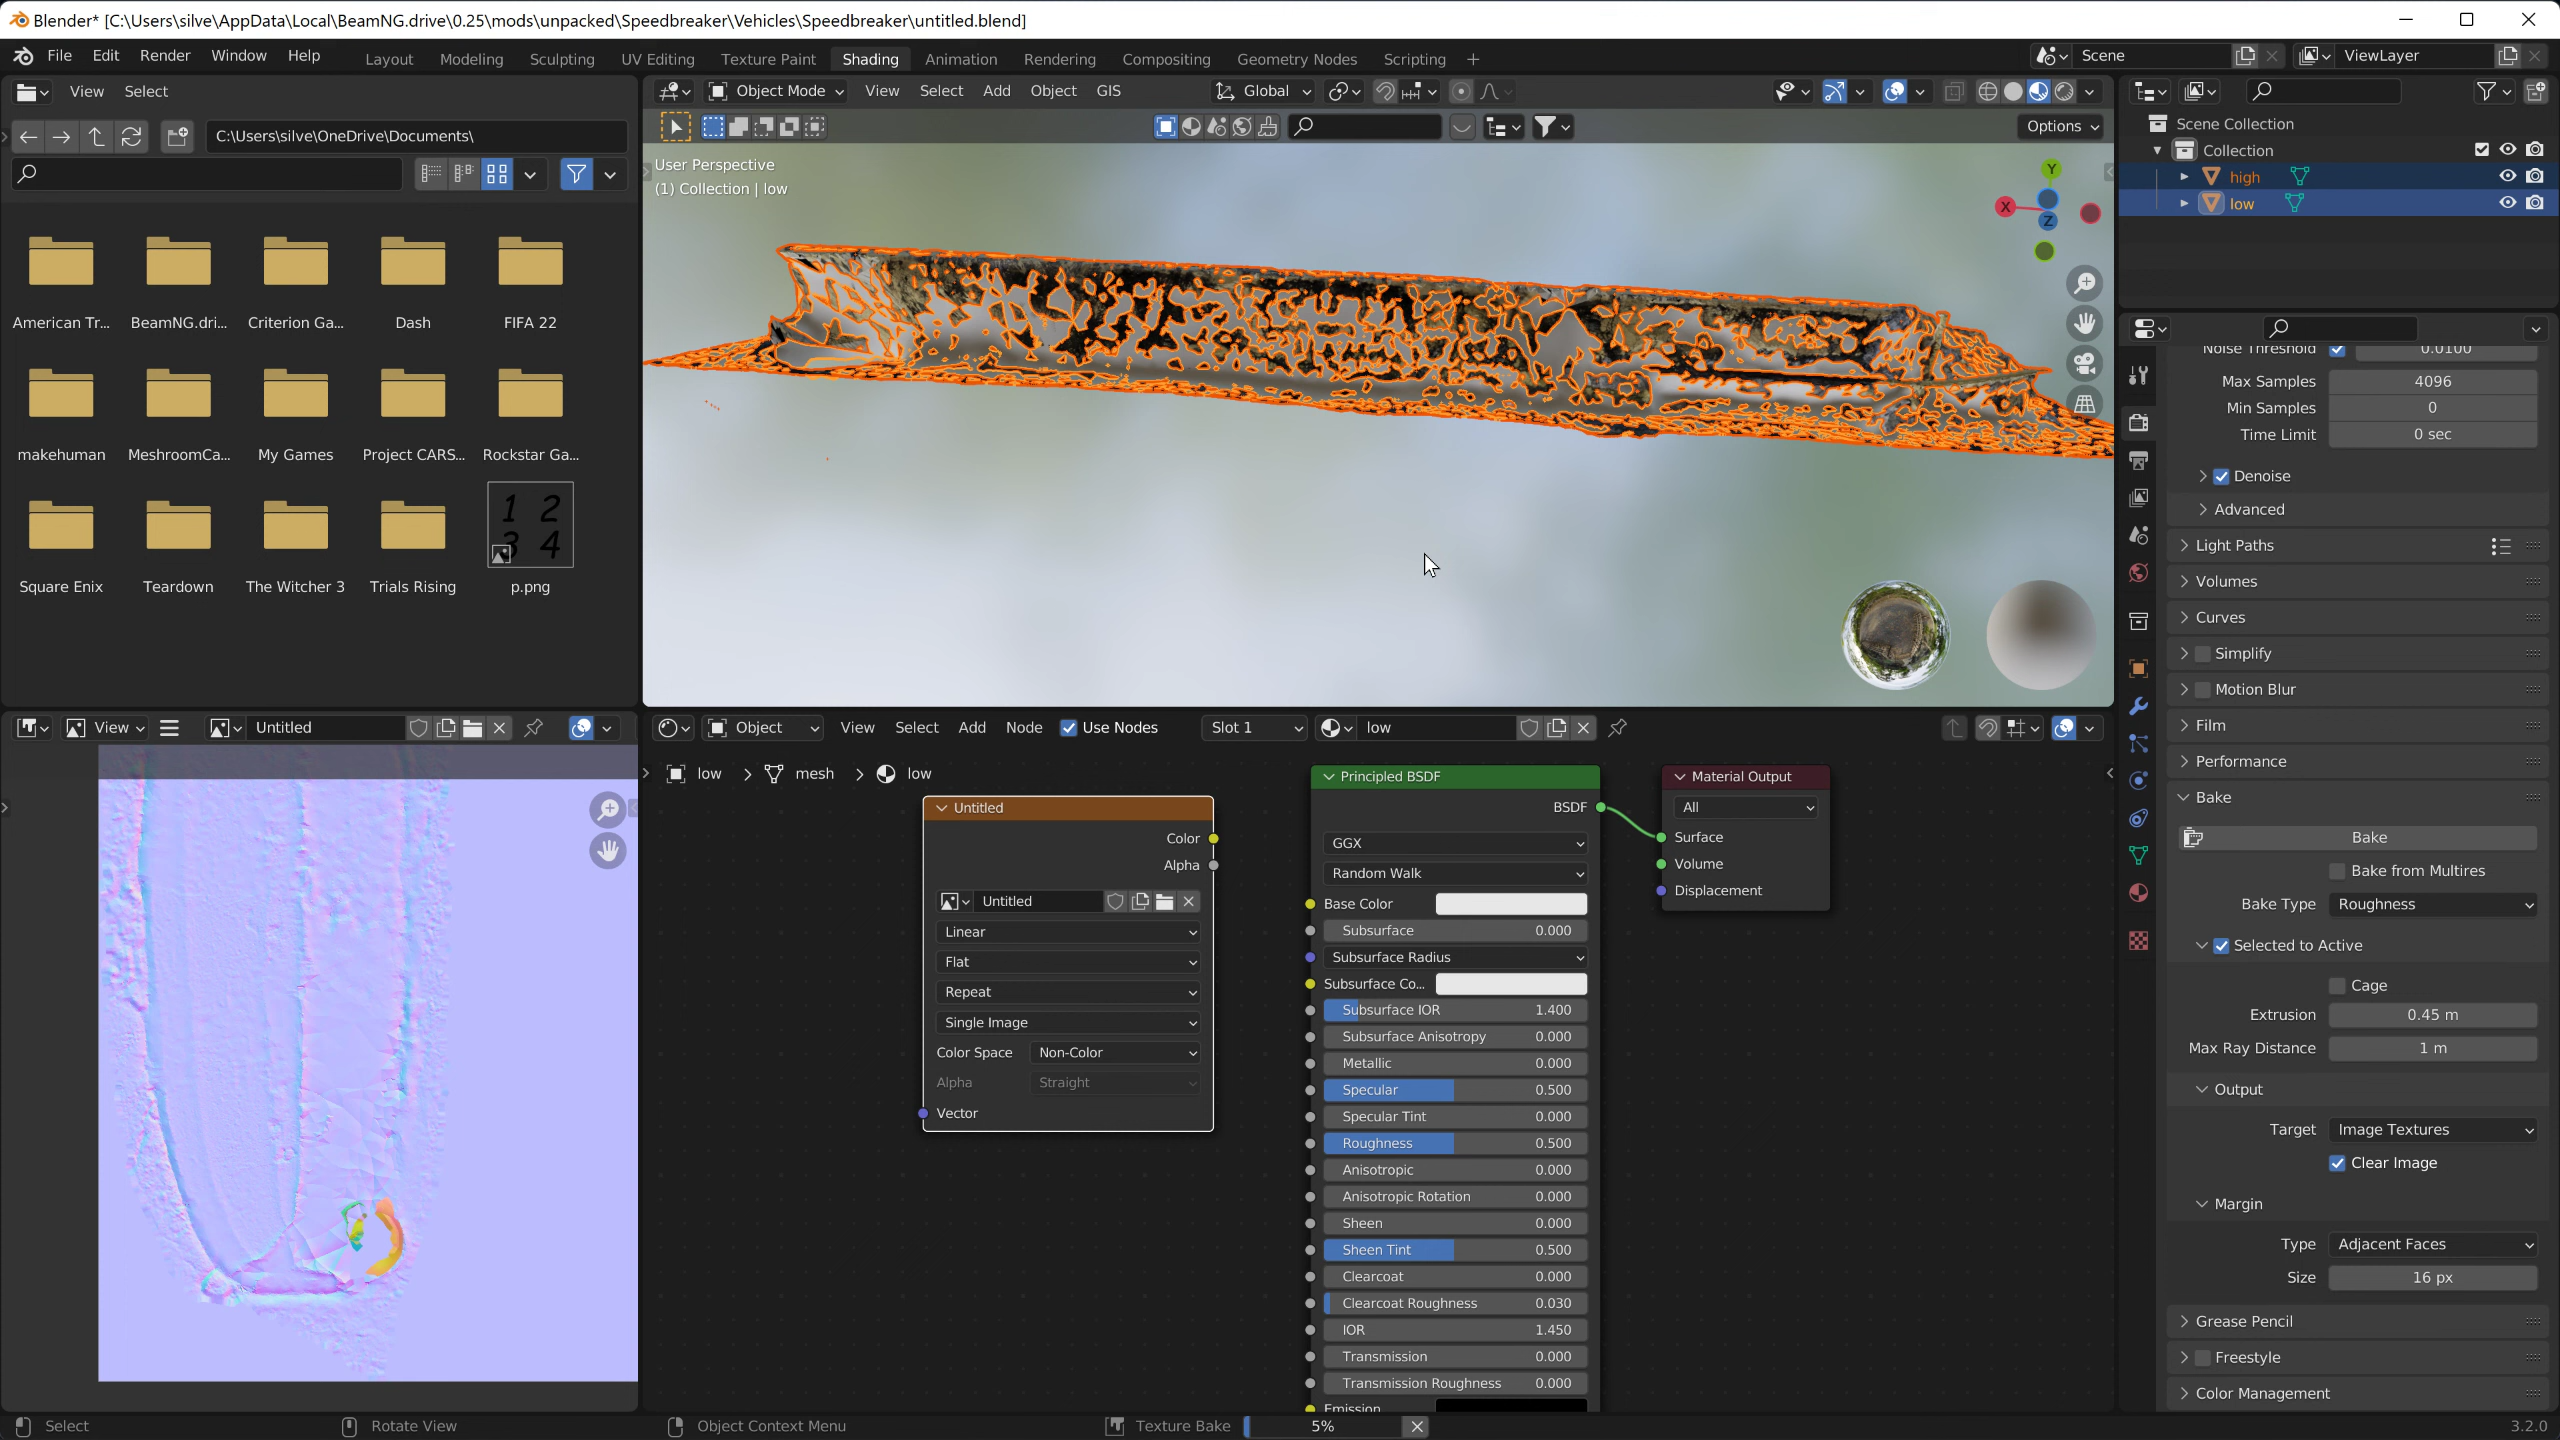 Blender* [C:\Users\silve\AppData\Local\BeamNG.drive\0.25\mods\unpacked\Speedbreaker\Vehicles\Speedbreaker\untitled.blend]
File Edit Render Window Help Layout Modeling Sculpting UV Editing Texture Paint Shading Animation Rendering Compositing Geometry Nodes Scripting + Scene ViewLayer
View Select
Object Mode View Select Add Object GIS Global
C:\Users\silve\OneDrive\Documents\
Options
User Perspective
(1) Collection | low
Y
X
Z
Scene Collection
Collection
high
low
American Tr... BeamNG.dri... Criterion Ga... Dash FIFA 22
makehuman MeshroomCa... My Games Project CARS... Rockstar Ga...
1 2
3 4
Square Enix Teardown The Witcher 3 Trials Rising p.png
Noise Threshold 0.0100
Max Samples 4096
Min Samples 0
Time Limit 0 sec
Denoise
Advanced
Light Paths
Volumes
Curves
Simplify
Motion Blur
Film
Performance
Bake
Bake
Bake from Multires
Bake Type Roughness
Selected to Active
Cage
Extrusion 0.45 m
Max Ray Distance 1 m
Output
Target Image Textures
Clear Image
Margin
Type Adjacent Faces
Size 16 px
Grease Pencil
Freestyle
Color Management
View Untitled
Object View Select Add Node Use Nodes Slot 1 low
low > mesh > low
Untitled
Color
Alpha
Untitled
Linear
Flat
Repeat
Single Image
Color Space Non-Color
Alpha Straight
Vector
Principled BSDF
BSDF
GGX
Random Walk
Base Color
Subsurface 0.000
Subsurface Radius
Subsurface Co...
Subsurface IOR 1.400
Subsurface Anisotropy 0.000
Metallic 0.000
Specular 0.500
Specular Tint 0.000
Roughness 0.500
Anisotropic 0.000
Anisotropic Rotation 0.000
Sheen 0.000
Sheen Tint 0.500
Clearcoat 0.000
Clearcoat Roughness 0.030
IOR 1.450
Transmission 0.000
Transmission Roughness 0.000
Emission
Material Output
All
Surface
Volume
Displacement
Select Rotate View Object Context Menu Texture Bake 5% 3.2.0